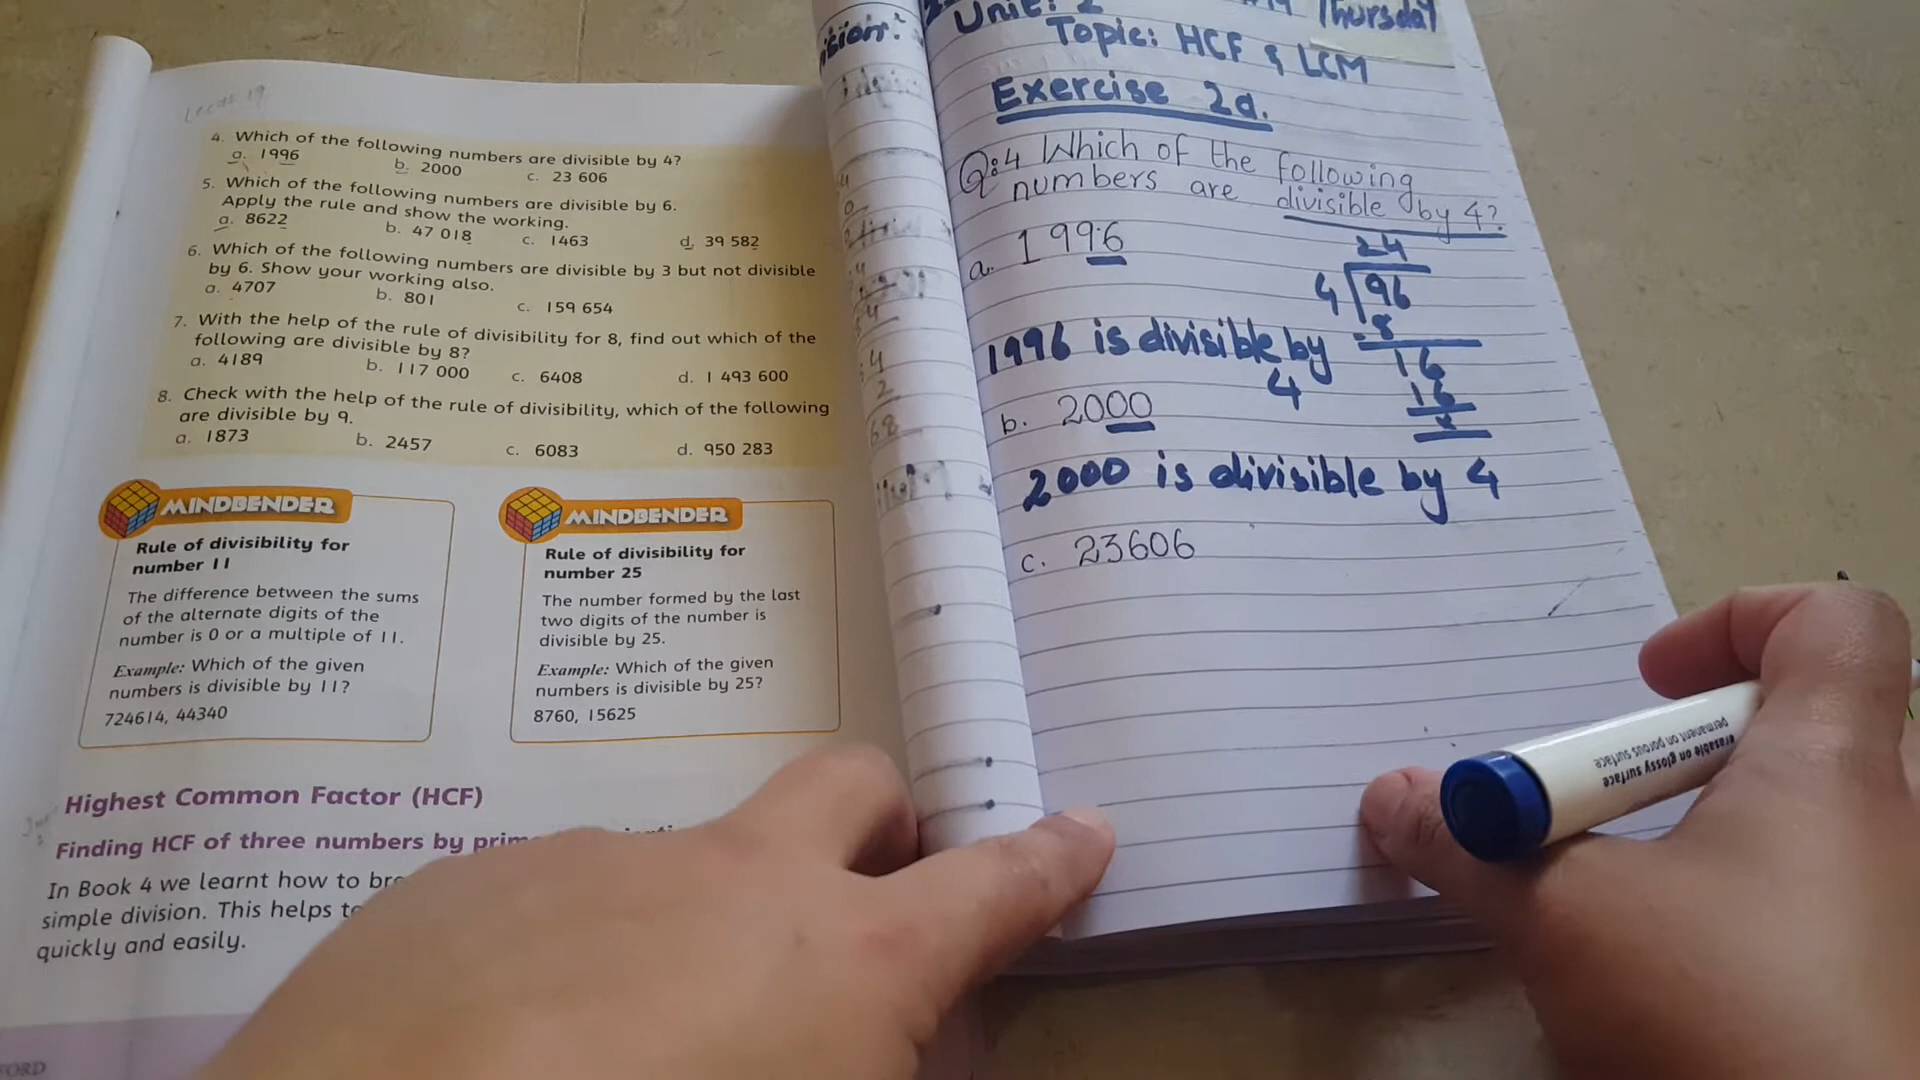 4. Which of the following numbers are divisible by 4?
a. 1996 b. 2000 c. 23 606
5. Which of the following numbers are divisible by 6.
Apply the rule and show the working.
a. 8622 b. 47 018 c. 1463 d. 39 582
6. Which of the following numbers are divisible by 3 but not divisible
by 6. Show your working also.
a. 4707 b. 801 c. 159 654
7. With the help of the rule of divisibility for 8, find out which of the
following are divisible by 8?
a. 4189 b. 117 000 c. 6408 d. 1 493 600
8. Check with the help of the rule of divisibility, which of the following
are divisible by 9.
a. 1873 b. 2457 c. 6083 d. 950 283
MINDBENDER
Rule of divisibility for
number 11
The difference between the sums
of the alternate digits of the
number is 0 or a multiple of 11.
Example: Which of the given
numbers is divisible by 11?
724614, 44340
MINDBENDER
Rule of divisibility for
number 25
The number formed by the last
two digits of the number is
divisible by 25.
Example: Which of the given
numbers is divisible by 25?
8760, 15625
Highest Common Factor (HCF)
Finding HCF of three numbers by
In Book 4 we learnt how to
simple division. This helps
quickly and easily.
Thursday
Unit: 2
Topic: HCF & LCM
Exercise 2d.
Q:4 Which of the following
numbers are divisible by 4?
a. 1996
24
4 96
- 8
16
16
x
1996 is divisible by
4
b. 2000
2000 is divisible by 4
c. 23606
erasable on glossy surface
permanent on porous surface